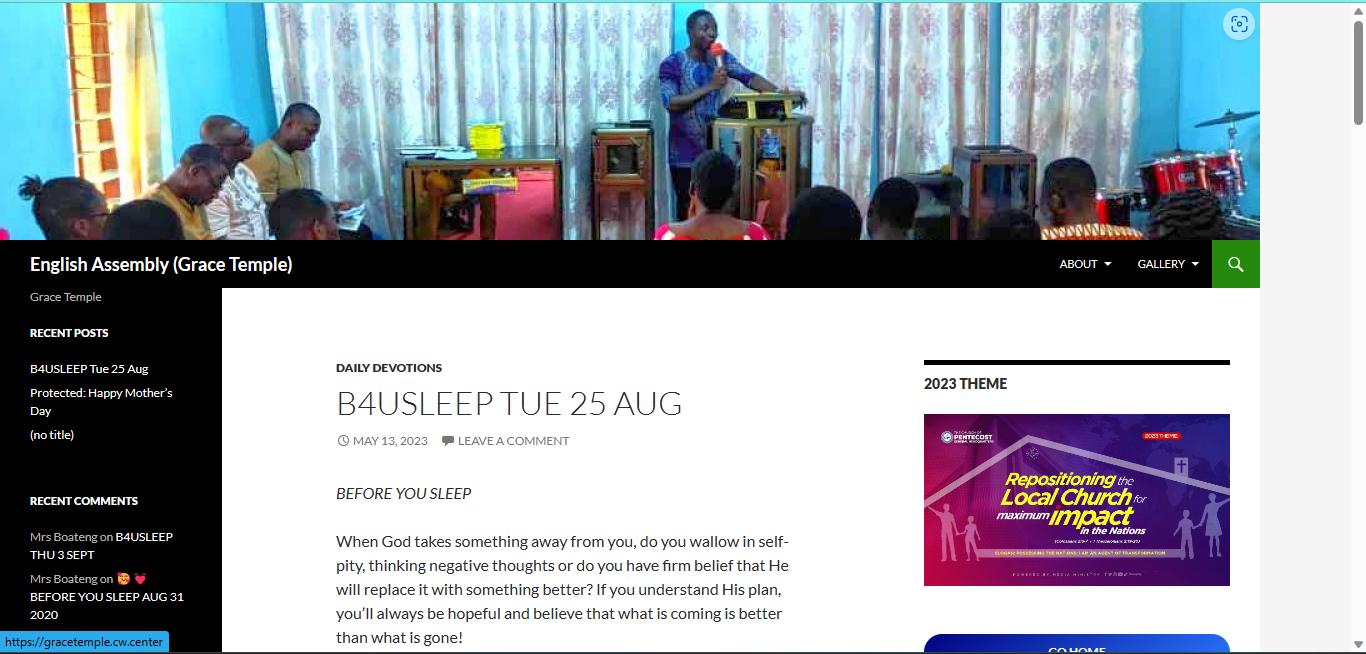 English Assembly (Grace Temple)
ABOUT
GALLERY
Grace Temple
RECENT POSTS
B4USLEEP Tue 25 Aug
Protected: Happy Mother’s
Day
(no title)
RECENT COMMENTS
Mrs Boateng on B4USLEEP
THU 3 SEPT
Mrs Boateng on 🥰 💗
BEFORE YOU SLEEP AUG 31
2020
https://gracetemple.cw.center
DAILY DEVOTIONS
B4USLEEP TUE 25 AUG
MAY 13, 2023 LEAVE A COMMENT
BEFORE YOU SLEEP
When God takes something away from you, do you wallow in self-
pity, thinking negative thoughts or do you have firm belief that He
will replace it with something better? If you understand His plan,
you’ll always be hopeful and believe that what is coming is better
than what is gone!
2023 THEME
THE CHURCH OF
PENTECOST
GENERAL HEADQUARTERS
2023 THEME:
Repositioning the
Local Church for
maximum impact
in the Nations
SLOGAN: POSSESSING THE NATIONS: I AM AN AGENT OF TRANSFORMATION
POWERED BY MEDIA MINISTRY
GO HOME